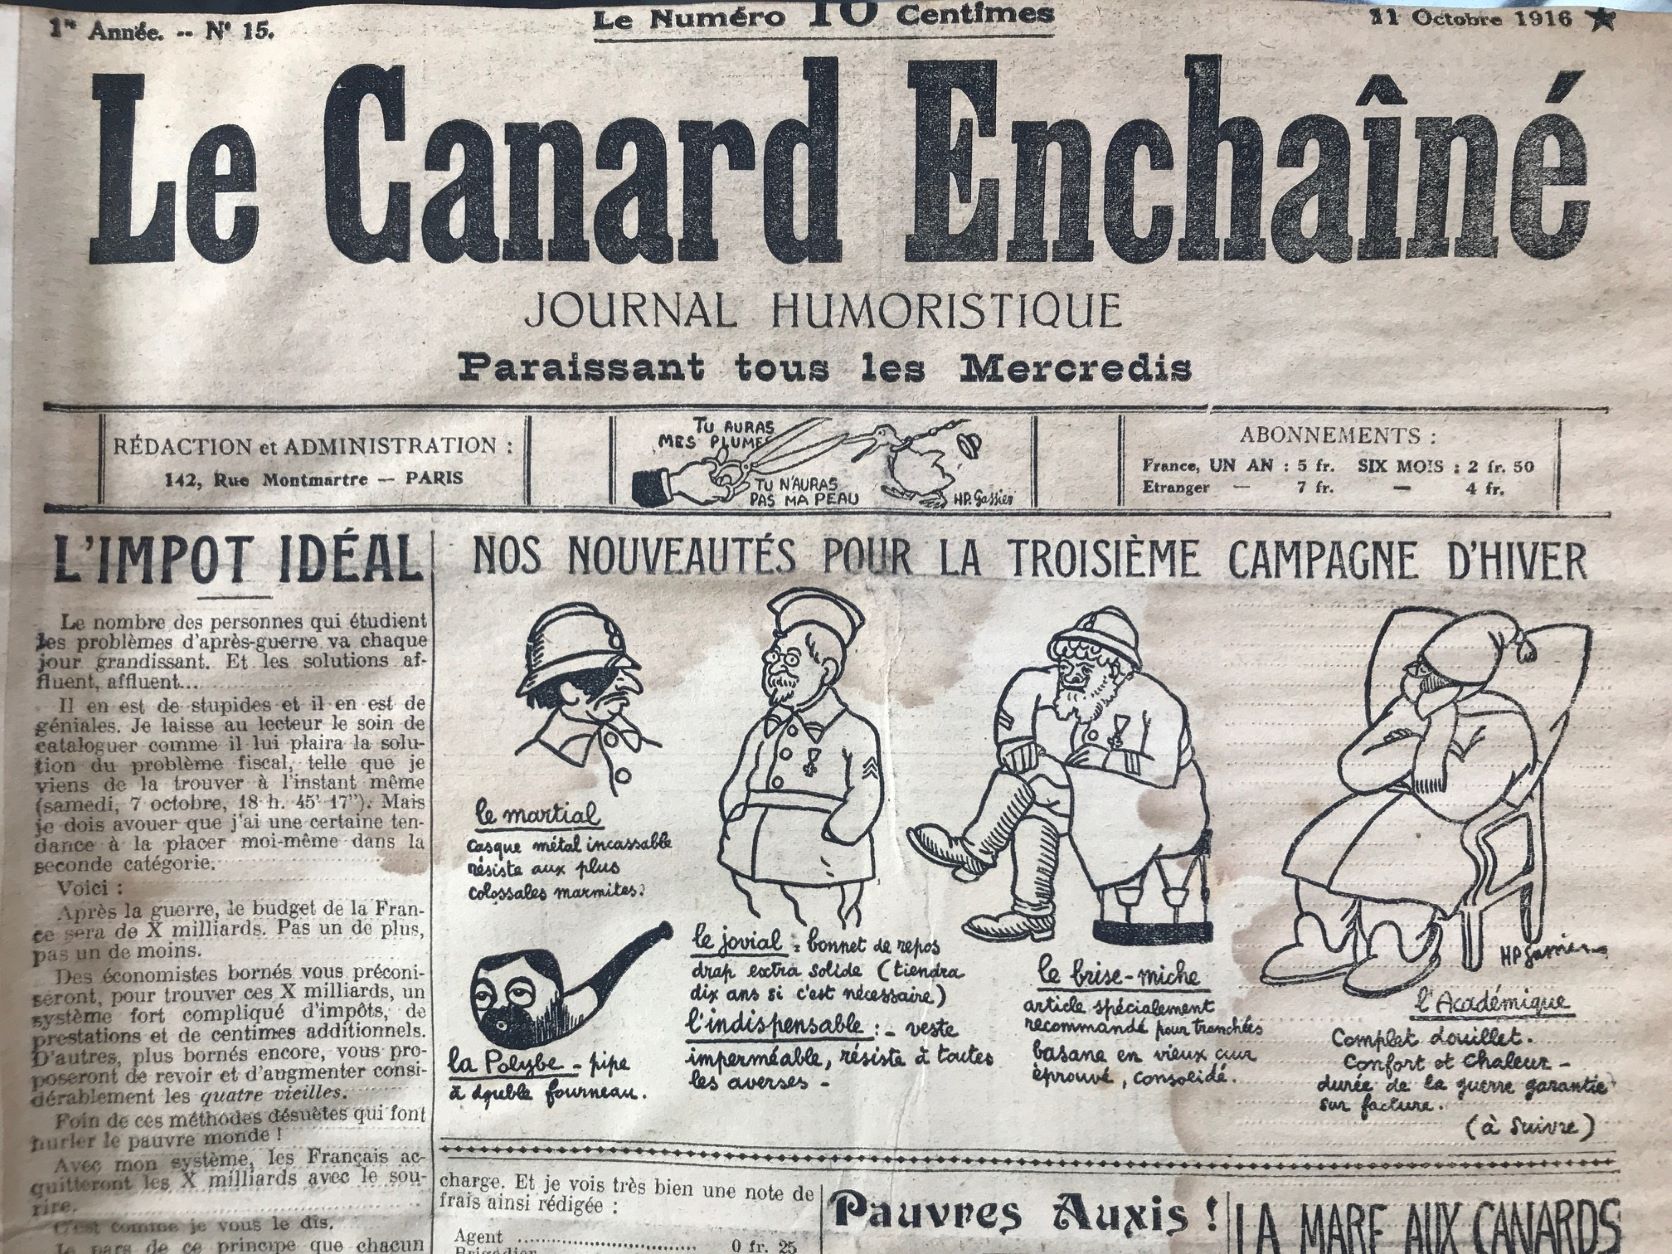 1re Année. -- N° 15.
Le Numéro 10 Centimes
11 Octobre 1916
Le Canard Enchaîné
JOURNAL HUMORISTIQUE
Paraissant tous les Mercredis
RÉDACTION et ADMINISTRATION :
142, Rue Montmartre — PARIS
TU AURAS
MES PLUMES
TU N'AURAS
PAS MA PEAU
H.P. Gassier
ABONNEMENTS :
France, UN AN : 5 fr. SIX MOIS : 2 fr. 50
Etranger — 7 fr. — 4 fr.
L'IMPOT IDÉAL
Le nombre des personnes qui étudient
les problèmes d'après-guerre va chaque
jour grandissant. Et les solutions af-
fluent, affluent...
Il en est de stupides et il en est de
géniales. Je laisse au lecteur le soin de
cataloguer comme il lui plaira la solu-
tion du problème fiscal, telle que je
viens de la trouver à l'instant même
(samedi, 7 octobre, 18 h. 45' 17"). Mais
je dois avouer que j'ai une certaine ten-
dance à la placer moi-même dans la
seconde catégorie.
Voici :
Après la guerre, le budget de la Fran-
ce sera de X milliards. Pas un de plus,
pas un de moins.
Des économistes bornés vous préconi-
seront, pour trouver ces X milliards, un
système fort compliqué d'impôts, de
prestations et de centimes additionnels.
D'autres, plus bornés encore, vous pro-
poseront de revoir et d'augmenter consi-
dérablement les quatre vieilles.
Foin de ces méthodes désuètes qui font
hurler le pauvre monde !
Avec mon système, les Français ac-
quitteront les X milliards avec le sou-
rire.
C'est comme je vous le dis.
Je pars de ce principe que chacun
NOS NOUVEAUTÉS POUR LA TROISIÈME CAMPAGNE D'HIVER
le martial
casque métal incassable
résiste aux plus
colossales marmites.
la Polybe - pipe
à double fourneau.
le jovial : bonnet de repos
drap extra solide (tiendra
dix ans si c'est nécessaire)
l'indispensable : - veste
imperméable, résiste à toutes
les averses -
le brise-miche
article spécialement
recommandé pour tranchées
basane en vieux cuir
éprouvé, consolidé.
H.P. Gassier
l'Académique
Complet douillet.
Confort et Chaleur -
durée de la guerre garantie
sur facture.
(à suivre)
charge. Et je vois très bien une note de
frais ainsi rédigée :
Agent .................... 0 fr. 25
Brigadier
Pauvres Auxis !
LA MARE AUX CANARDS